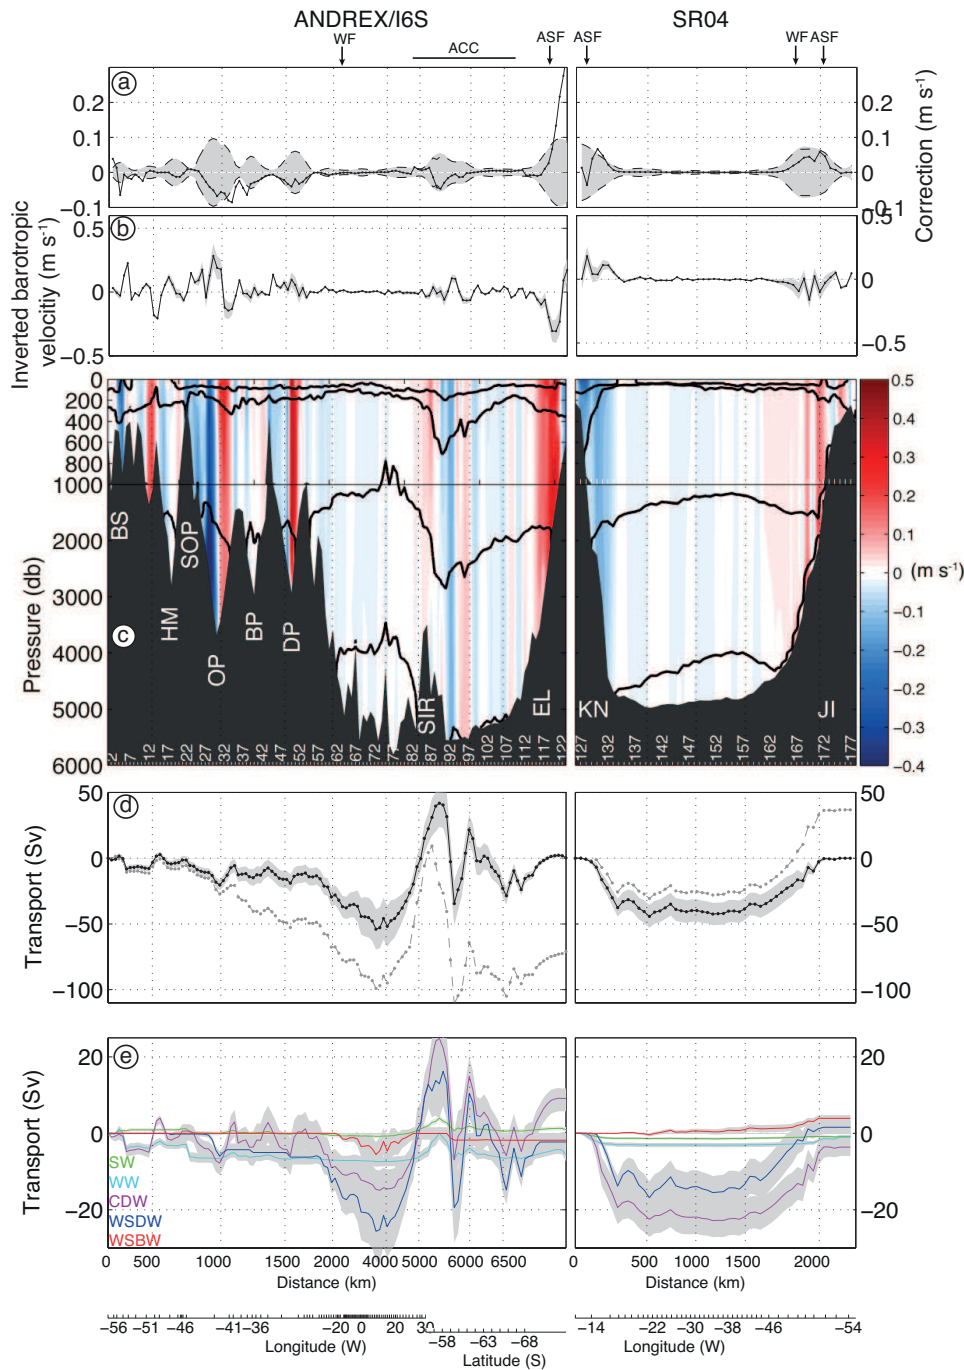 ANDREX/I6S SR04
WF ACC ASF ASF WF ASF
a
0.2 0.2
0.1 0.1
0 0
−0.1 −0.1
Correction (m s⁻¹)
b
0.5 0.5
0 0
−0.5 −0.5
Inverted barotropic
velocitiy (m s⁻¹)
0
200
400
600
800
1000
2000
3000
4000
5000
6000
Pressure (db)
c
BS HM SOP OP BP DP SIR EL KN JI
2 7 12 17 22 27 32 37 42 47 52 57 62 67 72 77 82 87 92 97 102 107 112 117 122
127 132 137 142 147 152 157 162 167 172 177
0.5
0.4
0.3
0.2
0.1
0 (m s⁻¹)
−0.1
−0.2
−0.3
−0.4
d
50 50
0 0
−50 −50
−100 −100
Transport (Sv)
e
20 20
0 0
−20 −20
Transport (Sv)
SW
WW
CDW
WSDW
WSBW
0 500 1000 2000 4000 5000 6000 6500
Distance (km)
0 500 1000 1500 2000
Distance (km)
−56 −51 −46 −41 −36 −20 0 20 30
Longitude (W)
−58 −63 −68
Latitude (S)
−14 −22 −30 −38 −46 −54
Longitude (W)